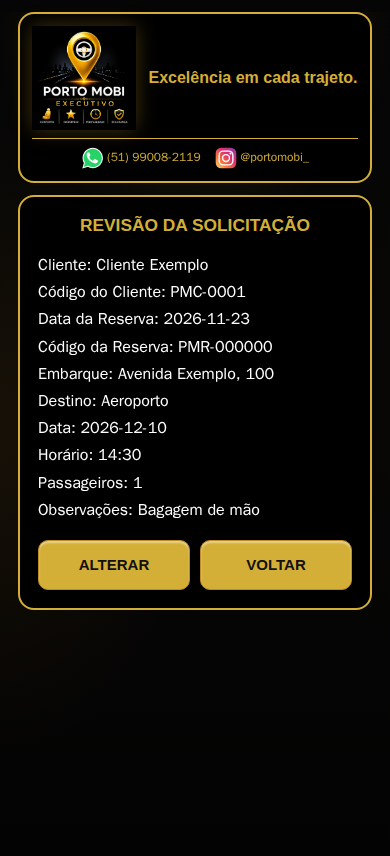 PORTO MOBI
EXECUTIVO
Excelência em cada trajeto.
(51) 99008-2119 @portomobi_
REVISÃO DA SOLICITAÇÃO
Cliente: Cliente Exemplo
Código do Cliente: PMC-0001
Data da Reserva: 2026-11-23
Código da Reserva: PMR-000000
Embarque: Avenida Exemplo, 100
Destino: Aeroporto
Data: 2026-12-10
Horário: 14:30
Passageiros: 1
Observações: Bagagem de mão
ALTERAR VOLTAR